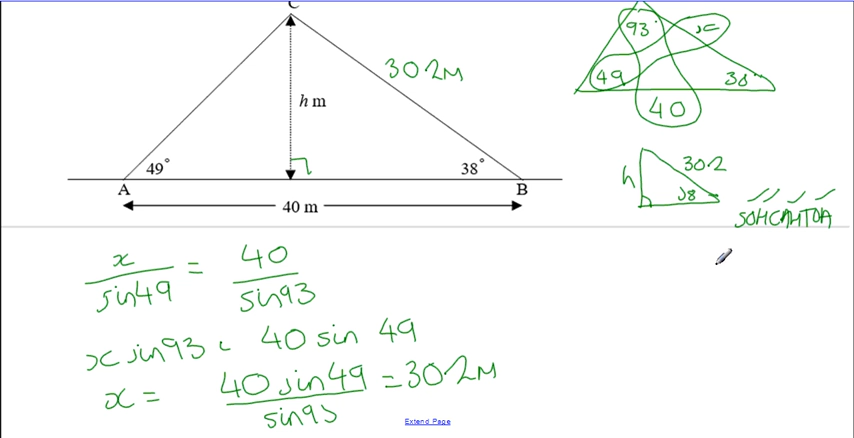 C
30.2M
h m
49°
38°
A
B
40 m
93°
x
49
38
40
h
30.2
38
SOHCAHTOA
x/sin49 = 40/sin93
x sin93 = 40 sin 49
x = 40 sin49/sin93 = 30.2M
Extend Page